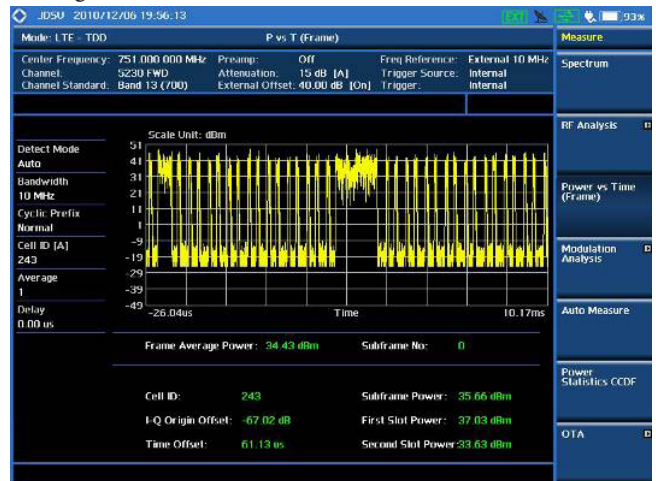 JDSU 2010/12/06 19:56:13 [EXT] 93%
Mode: LTE - TDD P vs T (Frame) Measure
Center Frequency: 751.000 000 MHz Preamp: Off Freq Reference: External 10 MHz
Channel: 5230 FWD Attenuation: 15 dB [A] Trigger Source: Internal
Channel Standard: Band 13 (700) External Offset: 40.00 dB [On] Trigger: Internal
Spectrum
RF Analysis
Power vs Time
(Frame)
Modulation
Analysis
Auto Measure
Power
Statistics CCDF
OTA
Detect Mode
Auto
Bandwidth
10 MHz
Cyclic Prefix
Normal
Cell ID [A]
243
Average
1
Delay
0.00 us
Scale Unit: dBm
51
41
31
21
11
1
-9
-19
-29
-39
-49
-26.04us Time 10.17ms
Frame Average Power: 34.43 dBm Subframe No: 0
Cell ID: 243 Subframe Power: 35.66 dBm
I-Q Origin Offset: -67.02 dB First Slot Power: 37.03 dBm
Time Offset: 61.13 us Second Slot Power: 33.63 dBm